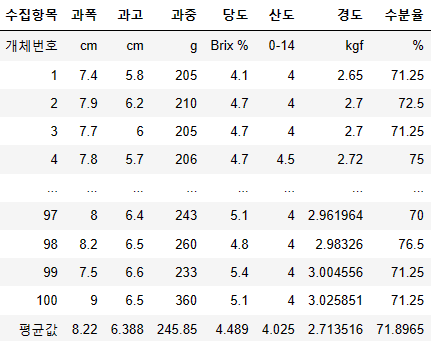 수집항목 과폭 과고 과중 당도 산도 경도 수분율
개체번호 cm cm g Brix % 0-14 kgf %
1 7.4 5.8 205 4.1 4 2.65 71.25
2 7.9 6.2 210 4.7 4 2.7 72.5
3 7.7 6 205 4.7 4 2.7 71.25
4 7.8 5.7 206 4.7 4.5 2.72 75
... ... ... ... ... ... ... ...
97 8 6.4 243 5.1 4 2.961964 70
98 8.2 6.5 260 4.8 4 2.98326 76.5
99 7.5 6.6 233 5.4 4 3.004556 71.25
100 9 6.5 360 5.1 4 3.025851 71.25
평균값 8.22 6.388 245.85 4.489 4.025 2.713516 71.8965